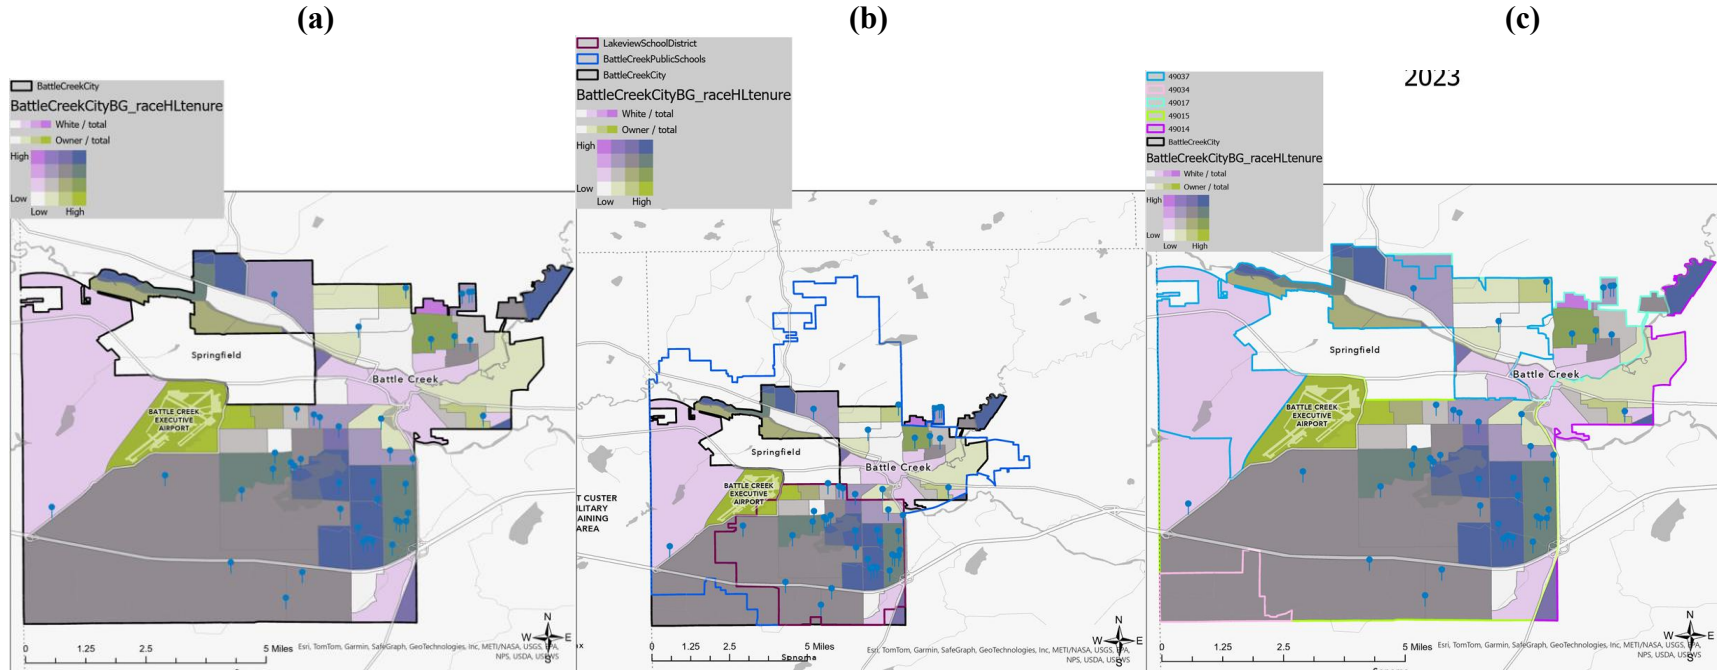 (a)
(b)
(c)
BattleCreekCity
BattleCreekCityBG_raceHLtenure
White / total
Owner / total
High
Low
Low High
Springfield
Battle Creek
BATTLE CREEK
EXECUTIVE
AIRPORT
N
W E
S
0 1.25 2.5 5 Miles
Esri, TomTom, Garmin, SafeGraph, GeoTechnologies, Inc, METI/NASA, USGS, EPA,
NPS, USDA, USFWS
LakeviewSchoolDistrict
BattleCreekPublicSchools
BattleCreekCity
BattleCreekCityBG_raceHLtenure
White / total
Owner / total
High
Low
Low High
Springfield
Battle Creek
BATTLE CREEK
EXECUTIVE
AIRPORT
T CUSTER
ILITARY
AINING
AREA
N
W E
S
0 1.25 2.5 5 Miles
Esri, TomTom, Garmin, SafeGraph, GeoTechnologies, Inc, METI/NASA, USGS, EPA,
NPS, USDA, USFWS
2023
49037
49034
49017
49015
49014
BattleCreekCity
BattleCreekCityBG_raceHLtenure
White / total
Owner / total
High
Low
Low High
Springfield
Battle Creek
BATTLE CREEK
EXECUTIVE
AIRPORT
N
W E
S
0 1.25 2.5 5 Miles
Esri, TomTom, Garmin, SafeGraph, GeoTechnologies, Inc, METI/NASA, USGS, EPA,
NPS, USDA, USFWS